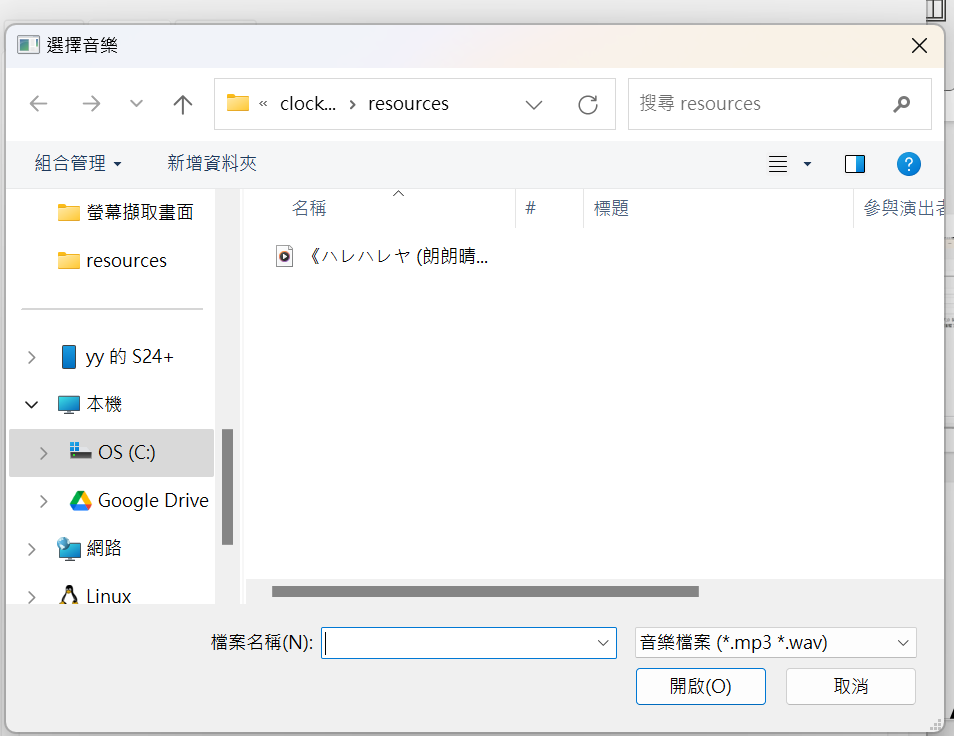 選擇音樂
« clock... › resources
搜尋 resources
組合管理
新增資料夾
螢幕擷取畫面
resources
yy 的 S24+
本機
OS (C:)
Google Drive
網路
Linux
名稱
#
標題
參與演出者
《ハレハレヤ (朗朗晴...
檔案名稱(N):
音樂檔案 (*.mp3 *.wav)
開啟(O)
取消